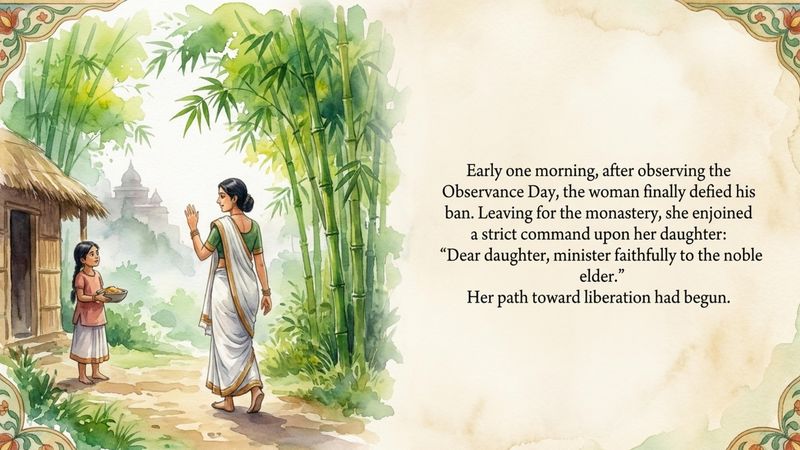 Early one morning, after observing the
Observance Day, the woman finally defied his
ban. Leaving for the monastery, she enjoined
a strict command upon her daughter:
“Dear daughter, minister faithfully to the noble
elder.”
Her path toward liberation had begun.